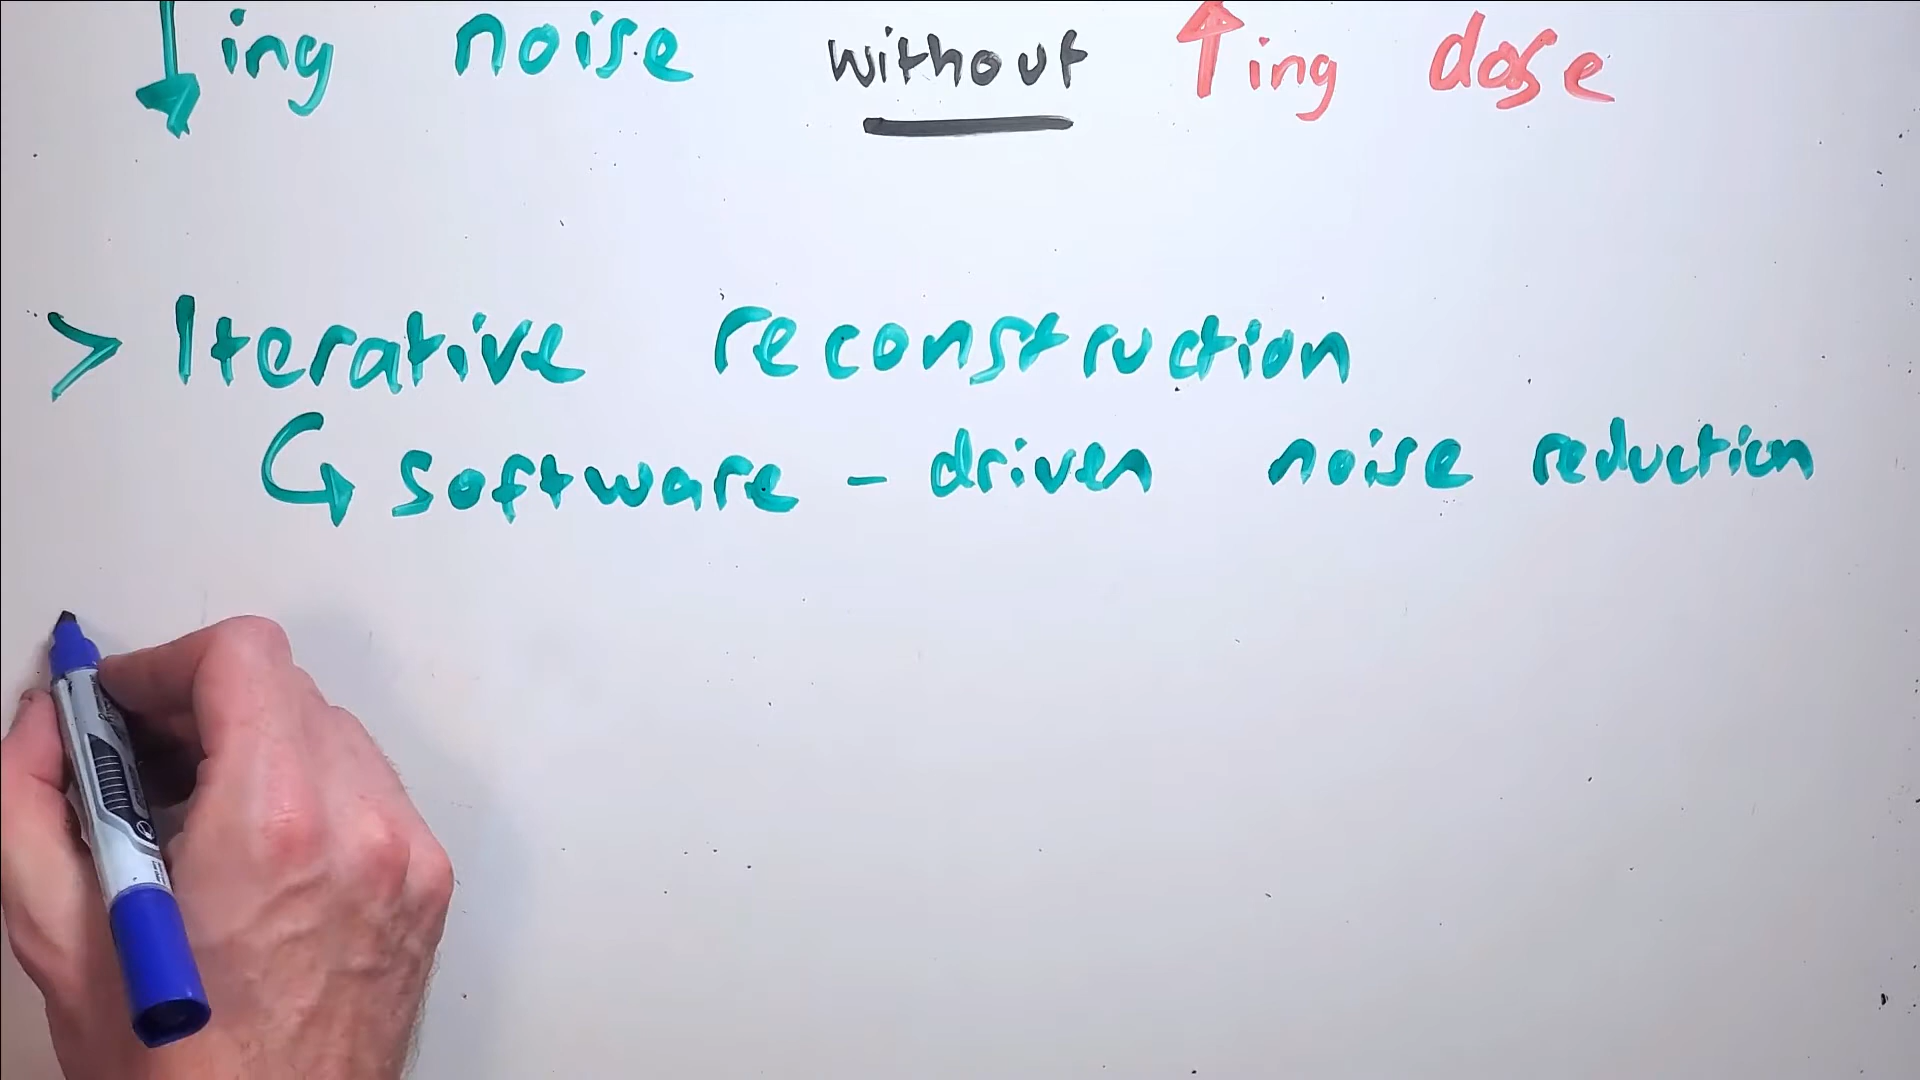 ↓ing noise without ↑ing dose
> Iterative reconstruction
↳ software - driven noise reduction